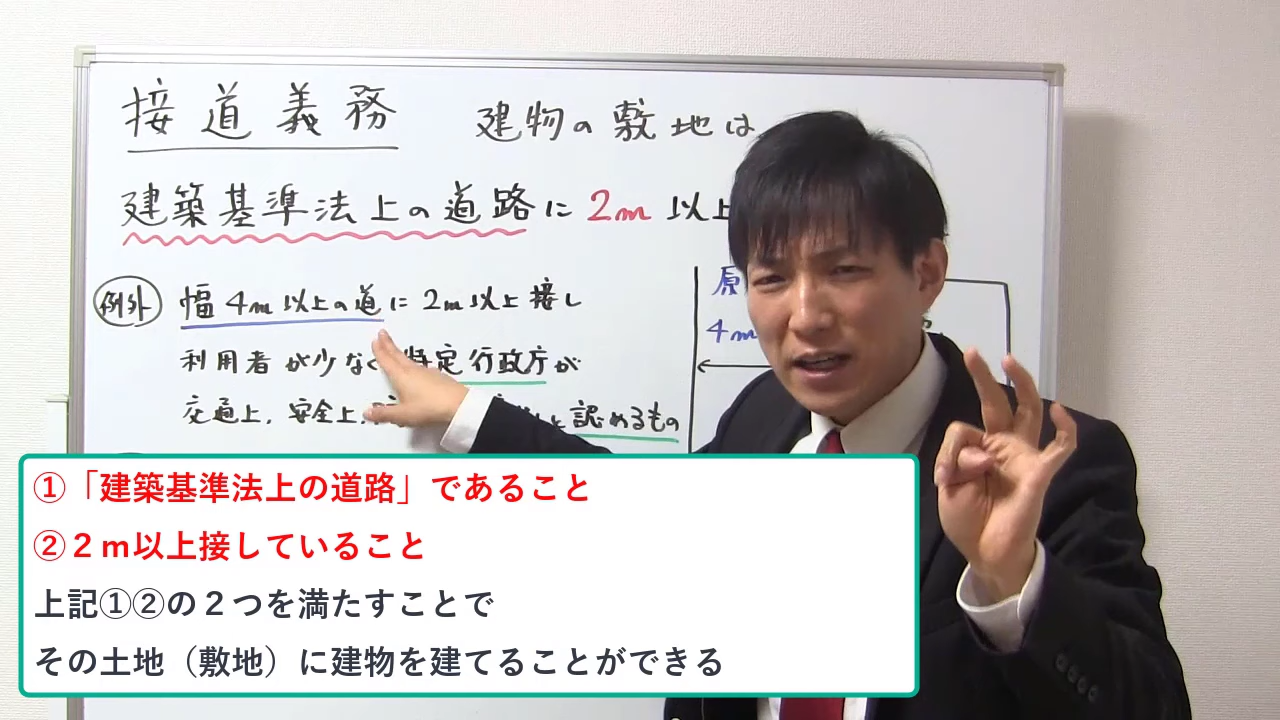 接道義務 建物の敷地は
建築基準法上の道路に2m以上
例外 幅4m以上の道に2m以上接し
利用者が少なく特定行政庁が
交通上,安全上, と認めるもの
原
4m
①「建築基準法上の道路」であること
②２ｍ以上接していること
上記①②の２つを満たすことで
その土地（敷地）に建物を建てることができる